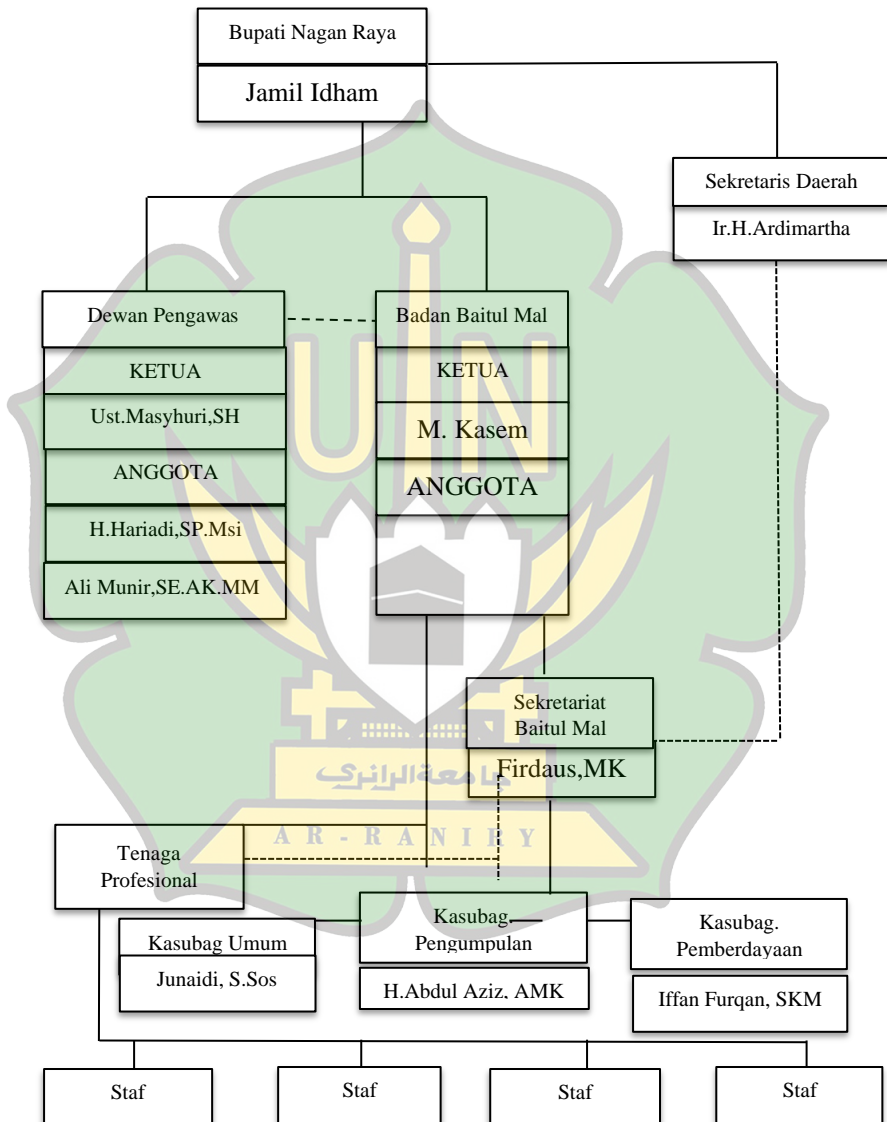 Bupati Nagan Raya
Jamil Idham
Sekretaris Daerah
Ir.H.Ardimartha
Dewan Pengawas
KETUA
Ust.Masyhuri,SH
ANGGOTA
H.Hariadi,SP.Msi
Ali Munir,SE.AK.MM
Badan Baitul Mal
KETUA
M. Kasem
ANGGOTA
UIN
Sekretariat
Baitul Mal
Firdaus,MK
جامعة الرانري
AR-RANIRY
Tenaga
Profesional
Kasubag Umum
Junaidi, S.Sos
Kasubag.
Pengumpulan
H.Abdul Aziz, AMK
Kasubag.
Pemberdayaan
Iffan Furqan, SKM
Staf
Staf
Staf
Staf